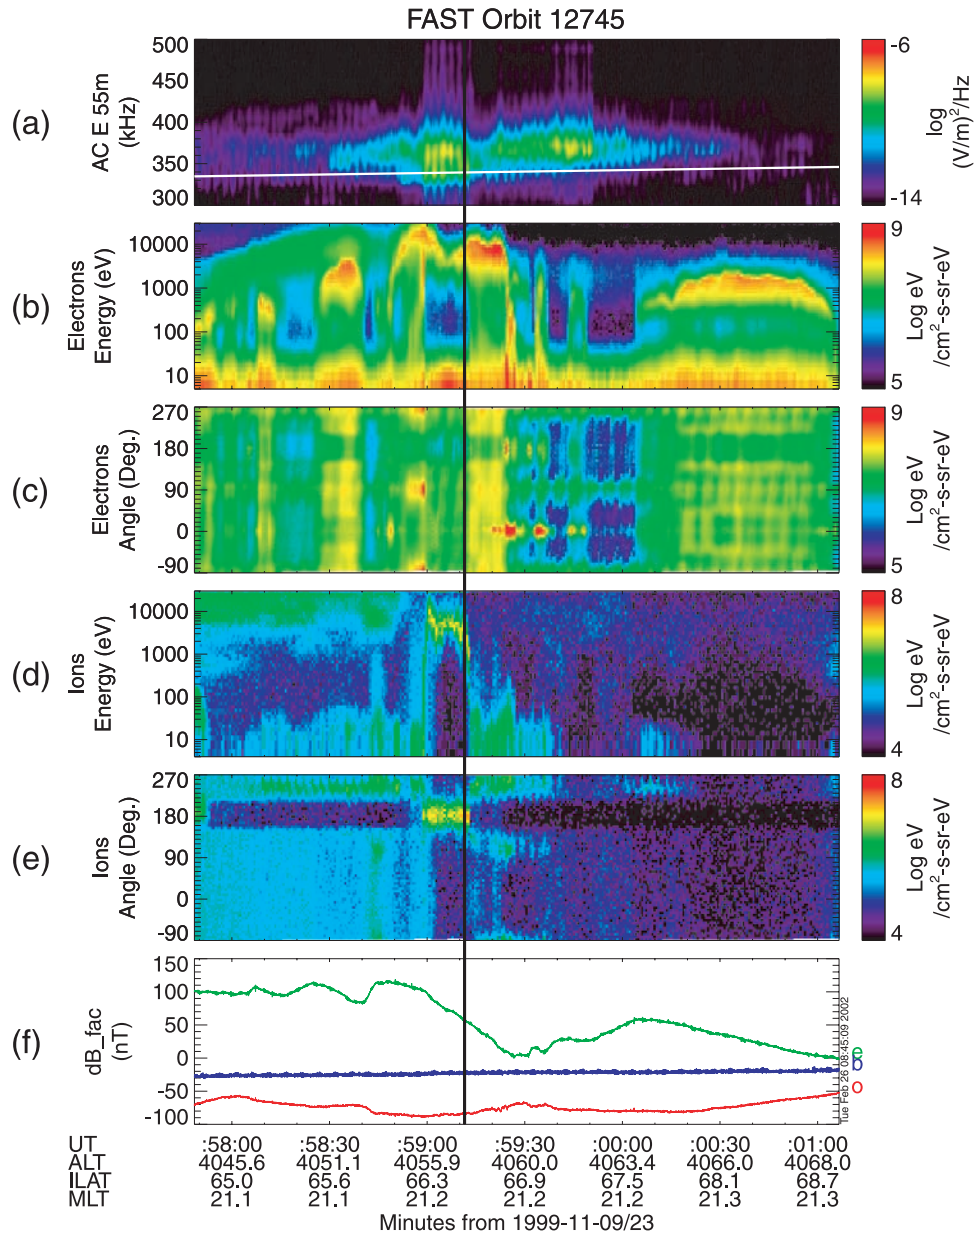 FAST Orbit 12745
(a)
AC E 55m
(kHz)
500
450
400
350
300
-6
-14
log
(V/m)²/Hz
(b)
Electrons
Energy (eV)
10000
1000
100
10
9
5
Log eV
/cm²-s-sr-eV
(c)
Electrons
Angle (Deg.)
270
180
90
0
-90
9
5
Log eV
/cm²-s-sr-eV
(d)
Ions
Energy (eV)
10000
1000
100
10
8
4
Log eV
/cm²-s-sr-eV
(e)
Ions
Angle (Deg.)
270
180
90
0
-90
8
4
Log eV
/cm²-s-sr-eV
(f)
dB_fac
(nT)
150
100
50
0
-50
-100
e
b
o
Tue Feb 26 08:45:09 2002
UT :58:00 :58:30 :59:00 :59:30 :00:00 :00:30 :01:00
ALT 4045.6 4051.1 4055.9 4060.0 4063.4 4066.0 4068.0
ILAT 65.0 65.6 66.3 66.9 67.5 68.1 68.7
MLT 21.1 21.1 21.2 21.2 21.2 21.3 21.3
Minutes from 1999-11-09/23